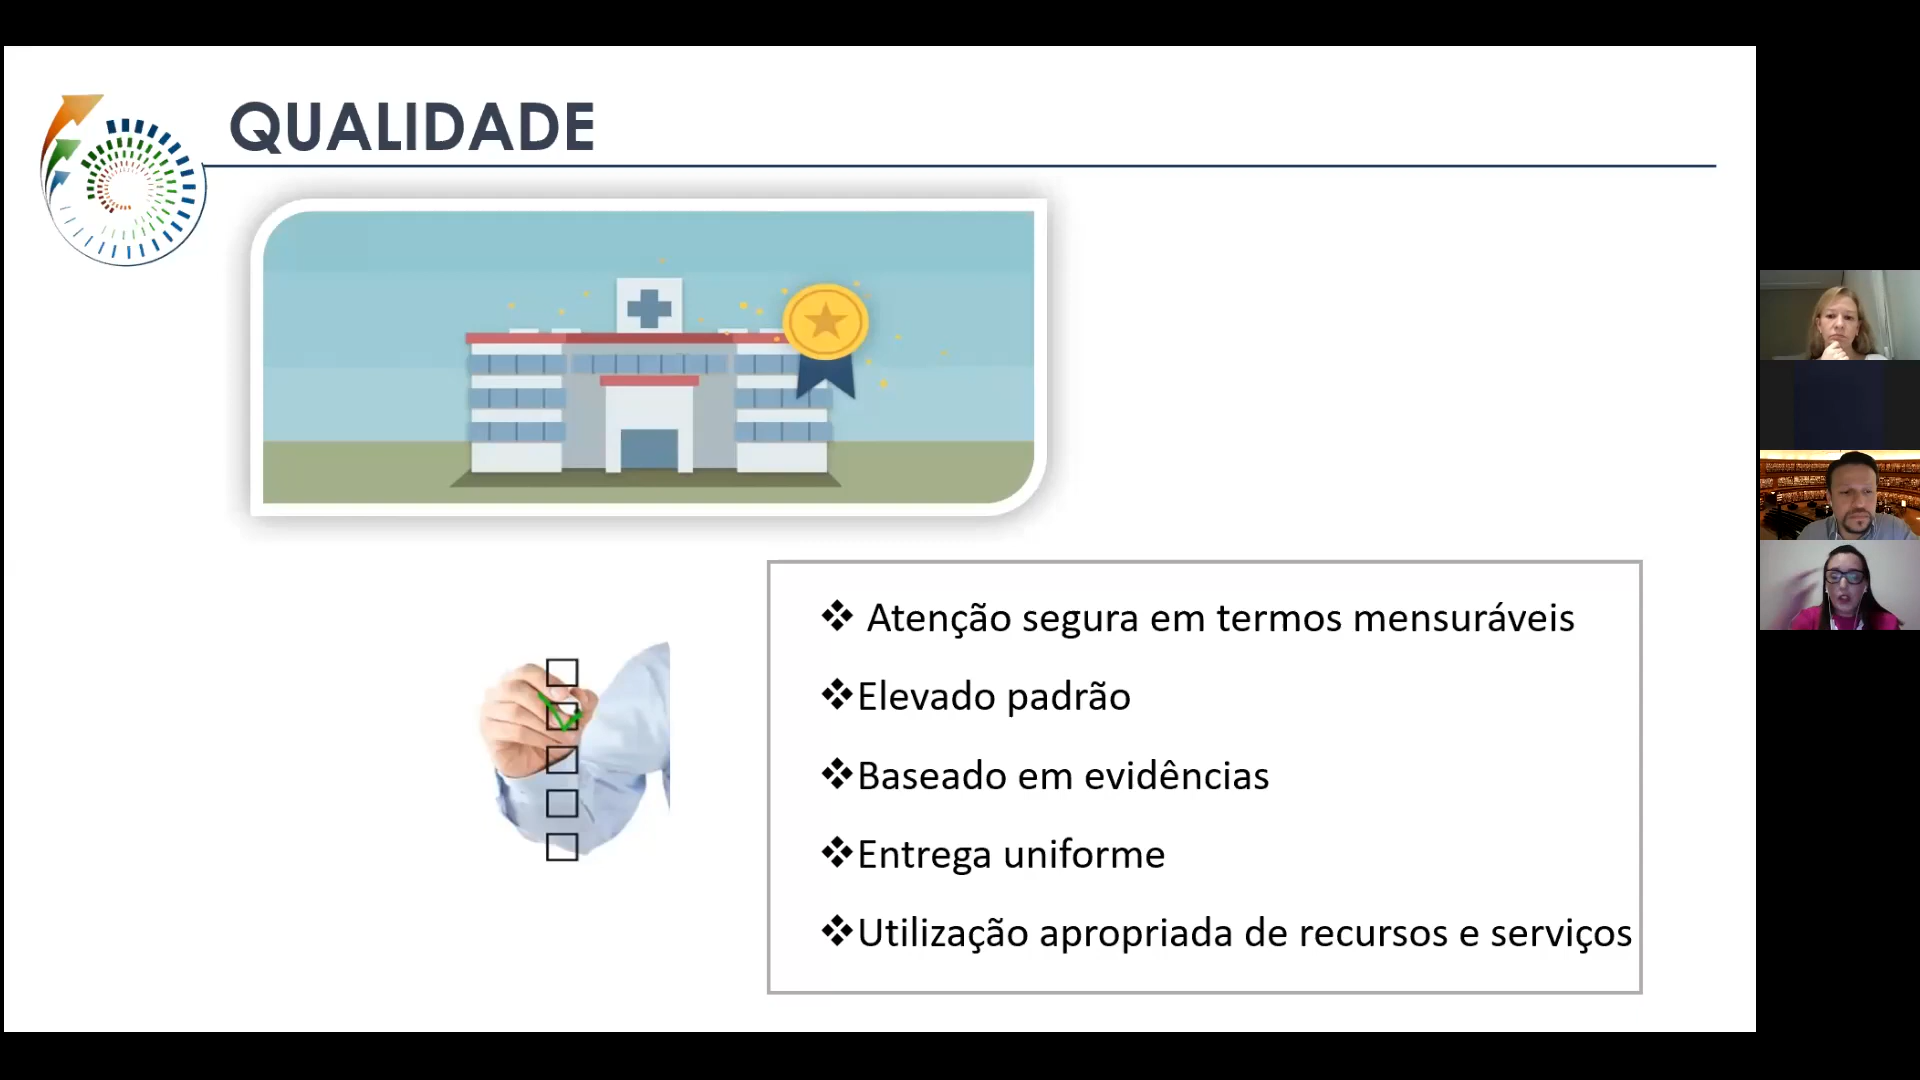 QUALIDADE
❖ Atenção segura em termos mensuráveis
❖Elevado padrão
❖Baseado em evidências
❖Entrega uniforme
❖Utilização apropriada de recursos e serviços